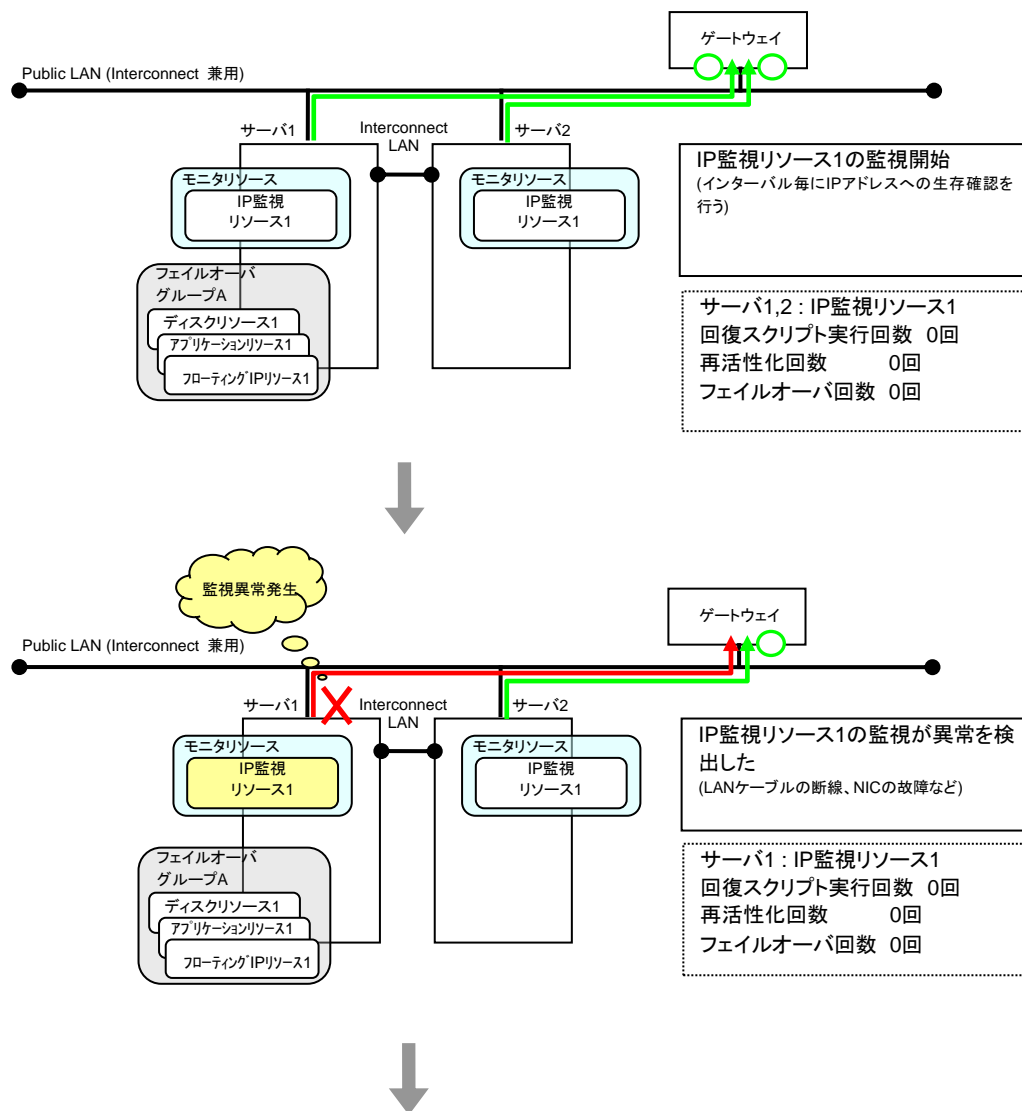 ゲートウェイ
Public LAN (Interconnect 兼用)
サーバ1
Interconnect
LAN
サーバ2
モニタリソース
IP監視
リソース1
モニタリソース
IP監視
リソース1
フェイルオーバ
グループA
ディスクリソース1
アプリケーションリソース1
フローティングIPリソース1
IP監視リソース1の監視開始
(インターバル毎にIPアドレスへの生存確認を
行う)
サーバ1,2 : IP監視リソース1
回復スクリプト実行回数 0回
再活性化回数 0回
フェイルオーバ回数 0回
監視異常発生
ゲートウェイ
Public LAN (Interconnect 兼用)
サーバ1
Interconnect
LAN
サーバ2
モニタリソース
IP監視
リソース1
モニタリソース
IP監視
リソース1
フェイルオーバ
グループA
ディスクリソース1
アプリケーションリソース1
フローティングIPリソース1
IP監視リソース1の監視が異常を検
出した
(LANケーブルの断線、NICの故障など)
サーバ1 : IP監視リソース1
回復スクリプト実行回数 0回
再活性化回数 0回
フェイルオーバ回数 0回